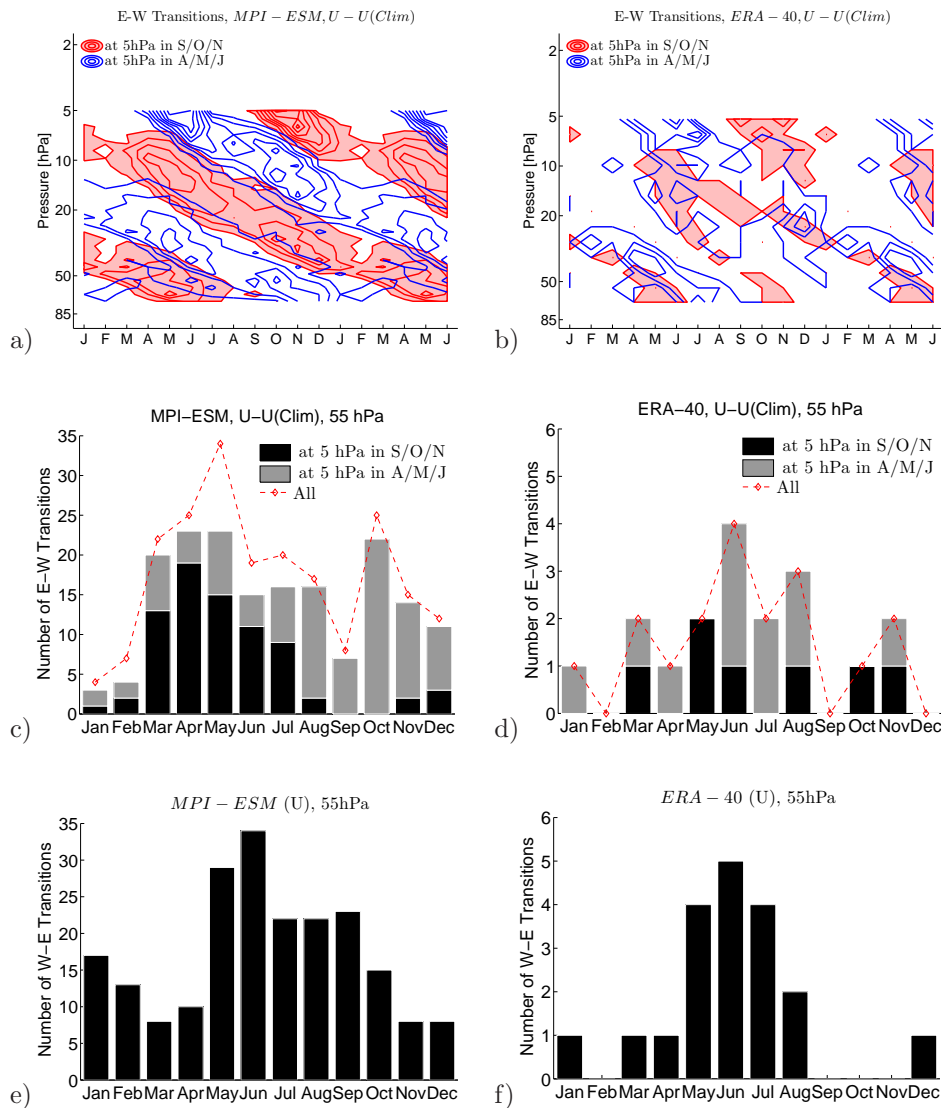 E-W Transitions, MPI − ESM, U − U(Clim)
at 5hPa in S/O/N
at 5hPa in A/M/J
Pressure [hPa]
2
5
10
20
50
85
J F M A M J J A S O N D J F M A M J
a)
E-W Transitions, ERA − 40, U − U(Clim)
at 5hPa in S/O/N
at 5hPa in A/M/J
Pressure [hPa]
2
5
10
20
50
85
J F M A M J J A S O N D J F M A M J
b)
MPI−ESM, U−U(Clim), 55 hPa
at 5 hPa in S/O/N
at 5 hPa in A/M/J
All
Number of E−W Transitions
35
30
25
20
15
10
5
0
Jan Feb Mar Apr May Jun Jul Aug Sep Oct Nov Dec
c)
ERA−40, U−U(Clim), 55 hPa
at 5 hPa in S/O/N
at 5 hPa in A/M/J
All
Number of E−W Transitions
6
5
4
3
2
1
0
Jan Feb Mar Apr May Jun Jul Aug Sep Oct Nov Dec
d)
MPI − ESM (U), 55hPa
Number of W−E Transitions
35
30
25
20
15
10
5
0
Jan Feb Mar Apr May Jun Jul Aug Sep Oct Nov Dec
e)
ERA − 40 (U), 55hPa
Number of W−E Transitions
6
5
4
3
2
1
0
Jan Feb Mar Apr May Jun Jul Aug Sep Oct Nov Dec
f)